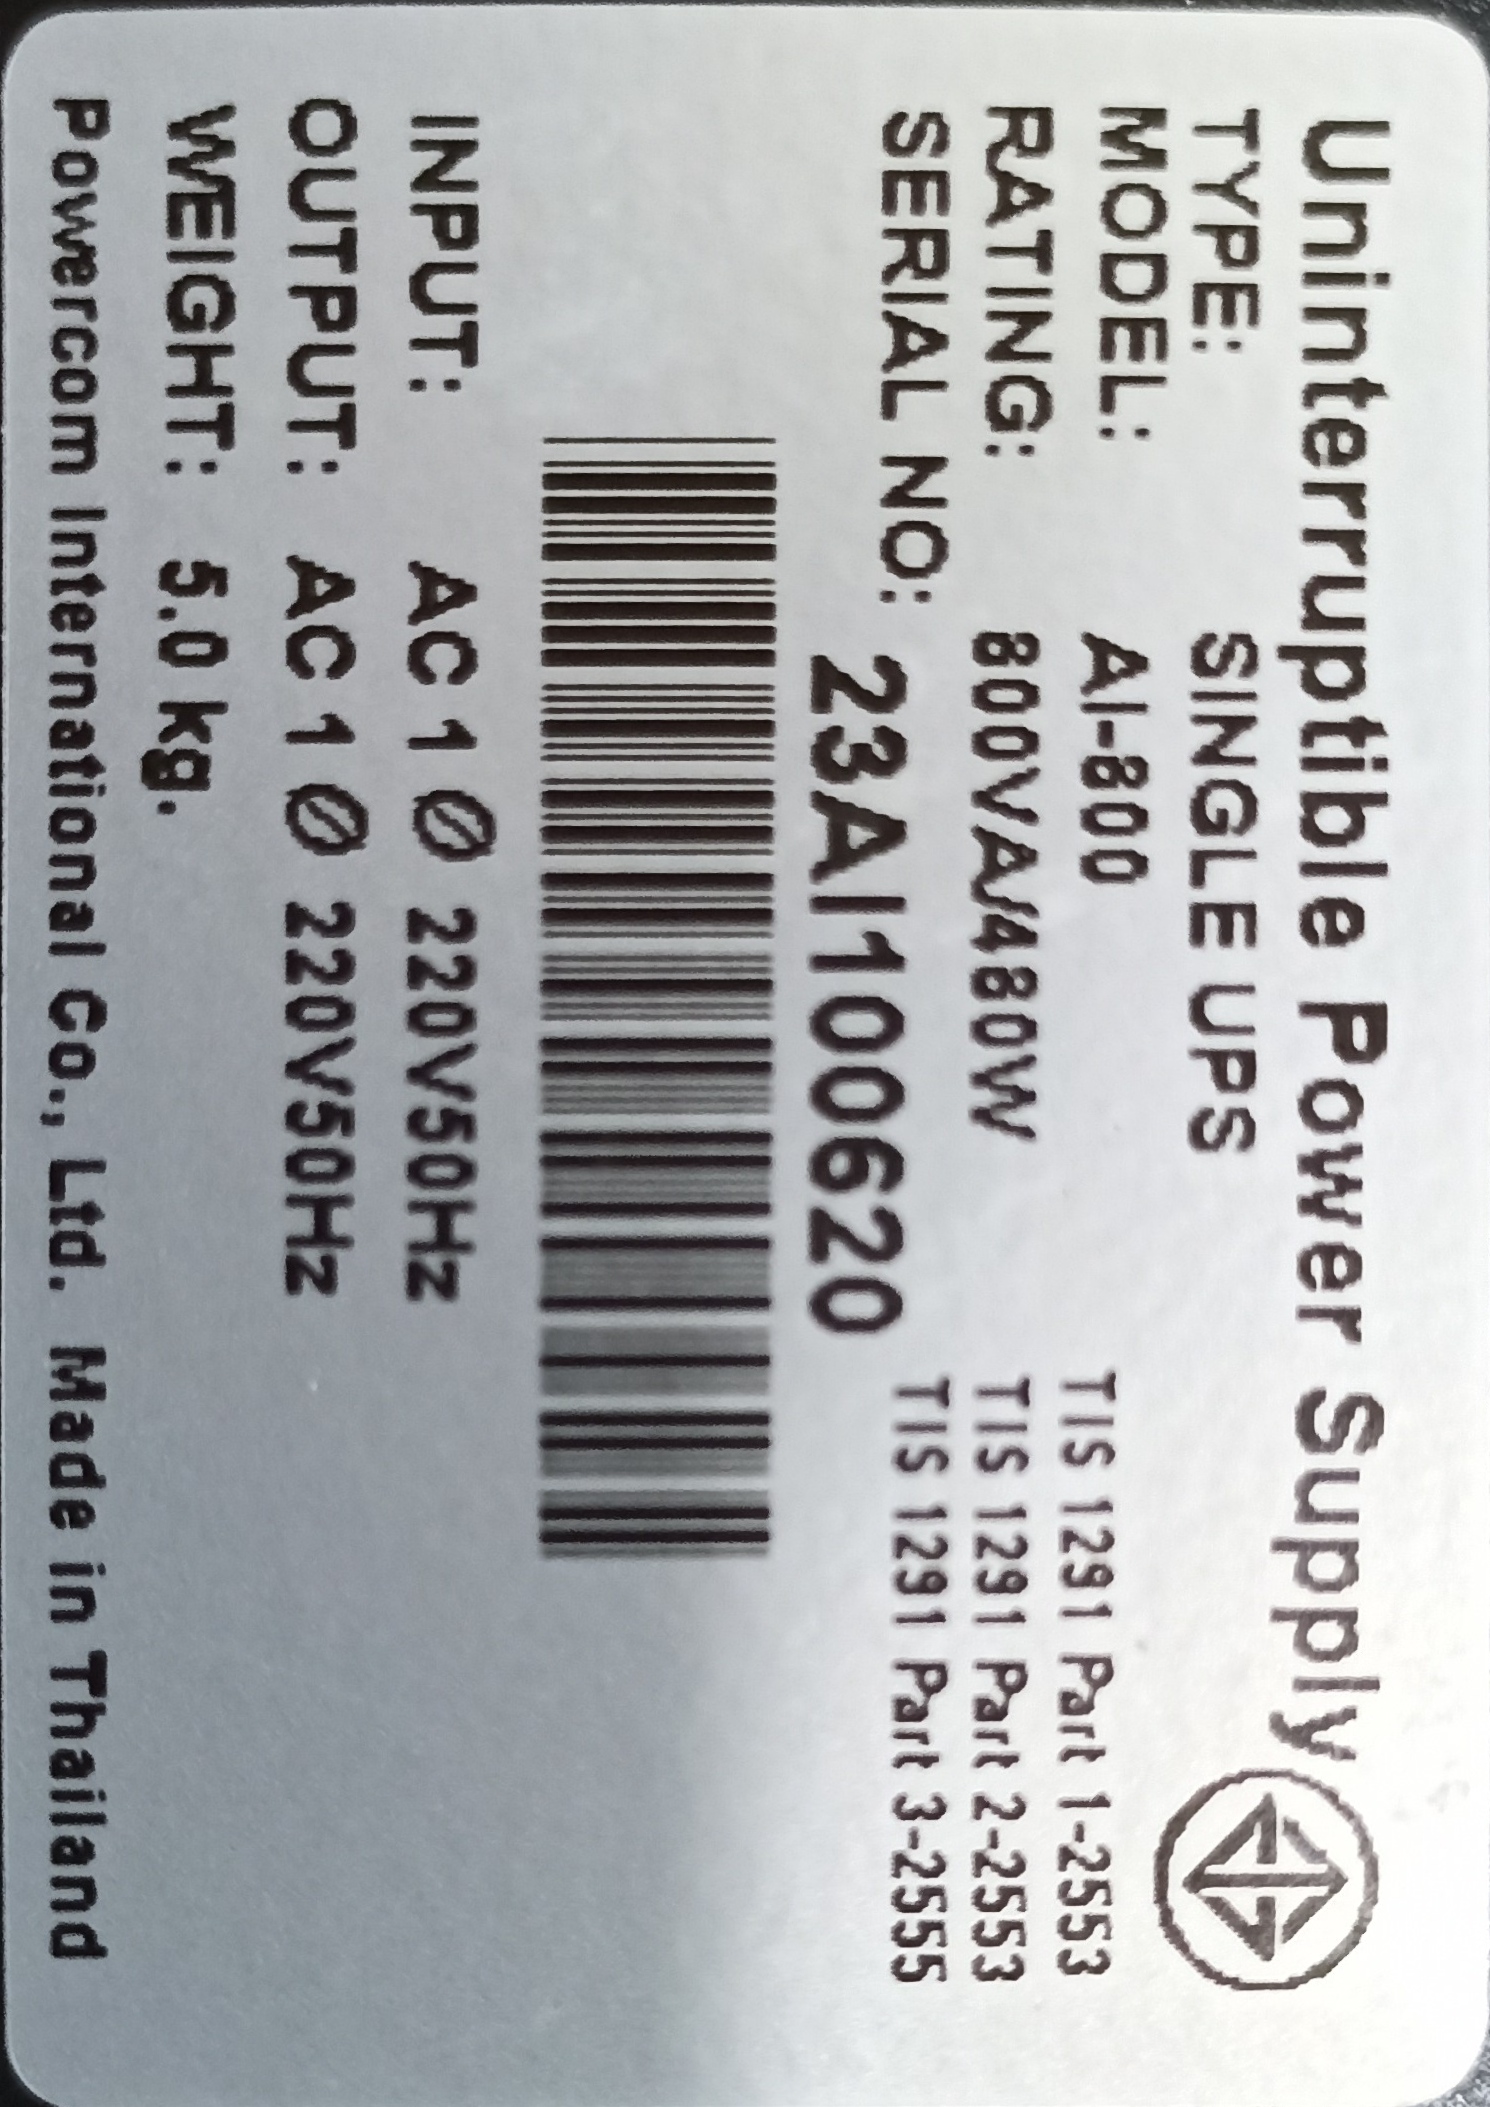 Uninterruptible Power Supply
TYPE: SINGLE UPS
MODEL: AI-800
RATING: 800VA/480W
SERIAL NO: 23AI100620
TIS 1291 Part 1-2553
TIS 1291 Part 2-2553
TIS 1291 Part 3-2555
INPUT: AC 1 Ø 220V50Hz
OUTPUT: AC 1 Ø 220V50Hz
WEIGHT: 5.0 kg.
Powercom International Co., Ltd. Made in Thailand